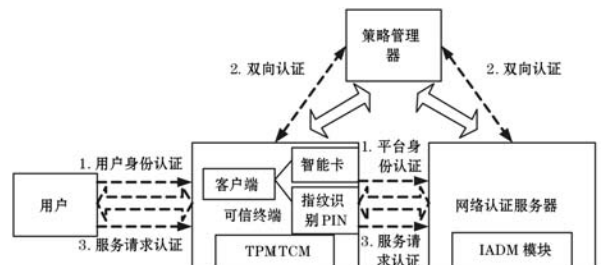 策略管理
器
2. 双向认证
2. 双向认证
1. 用户身份认证
用户
3. 服务请求认证
客户端
智能卡
指纹识
别 PIN
可信终端
TPMTCM
1. 平台身
份认证
3. 服务请
求认证
网络认证服务器
IADM 模块